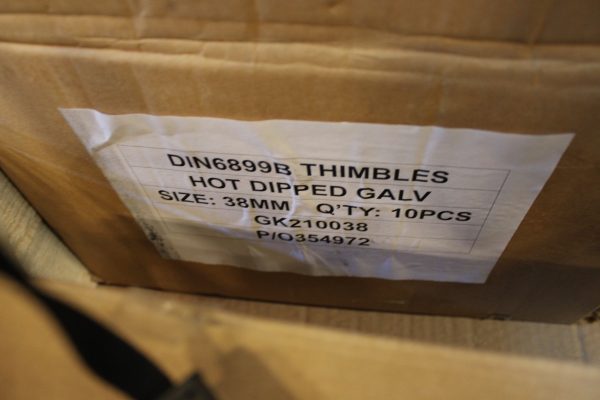 DIN6899B THIMBLES
HOT DIPPED GALV
SIZE: 38MM Q'TY: 10PCS
GK210038
P/O354972